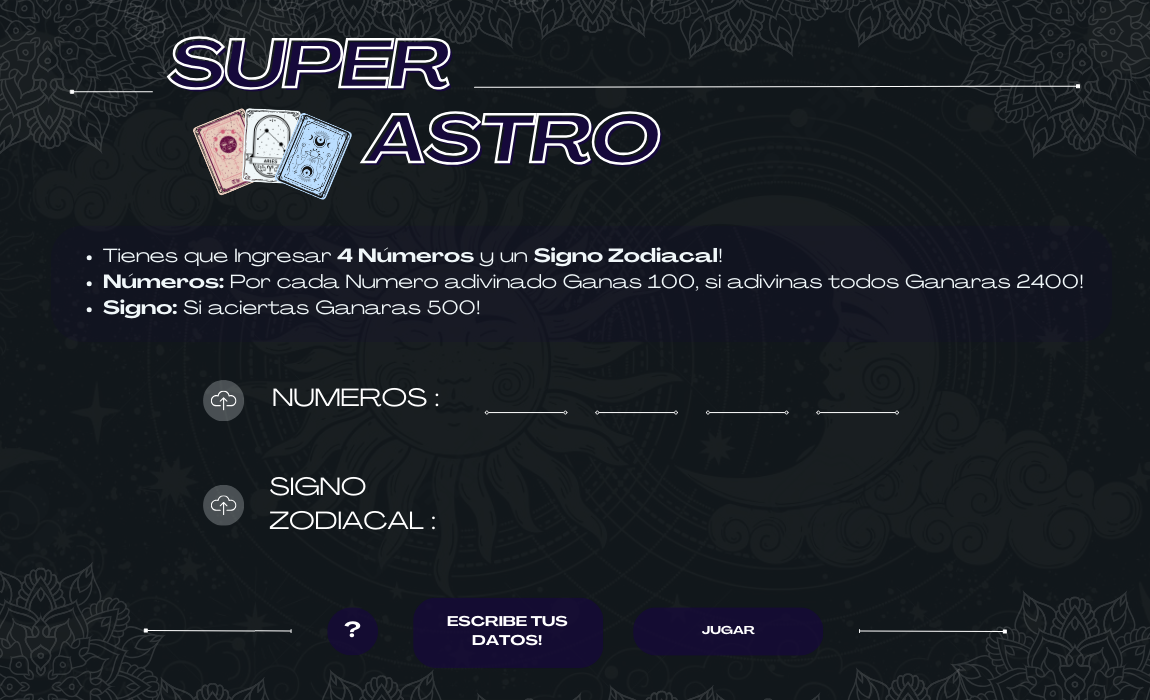 SUPER
ASTRO
ARIES
• Tienes que Ingresar 4 Números y un Signo Zodiacal!
• Números: Por cada Numero adivinado Ganas 100, si adivinas todos Ganaras 2400!
• Signo: Si aciertas Ganaras 500!
NUMEROS :
SIGNO
ZODIACAL :
?
ESCRIBE TUS
DATOS!
JUGAR